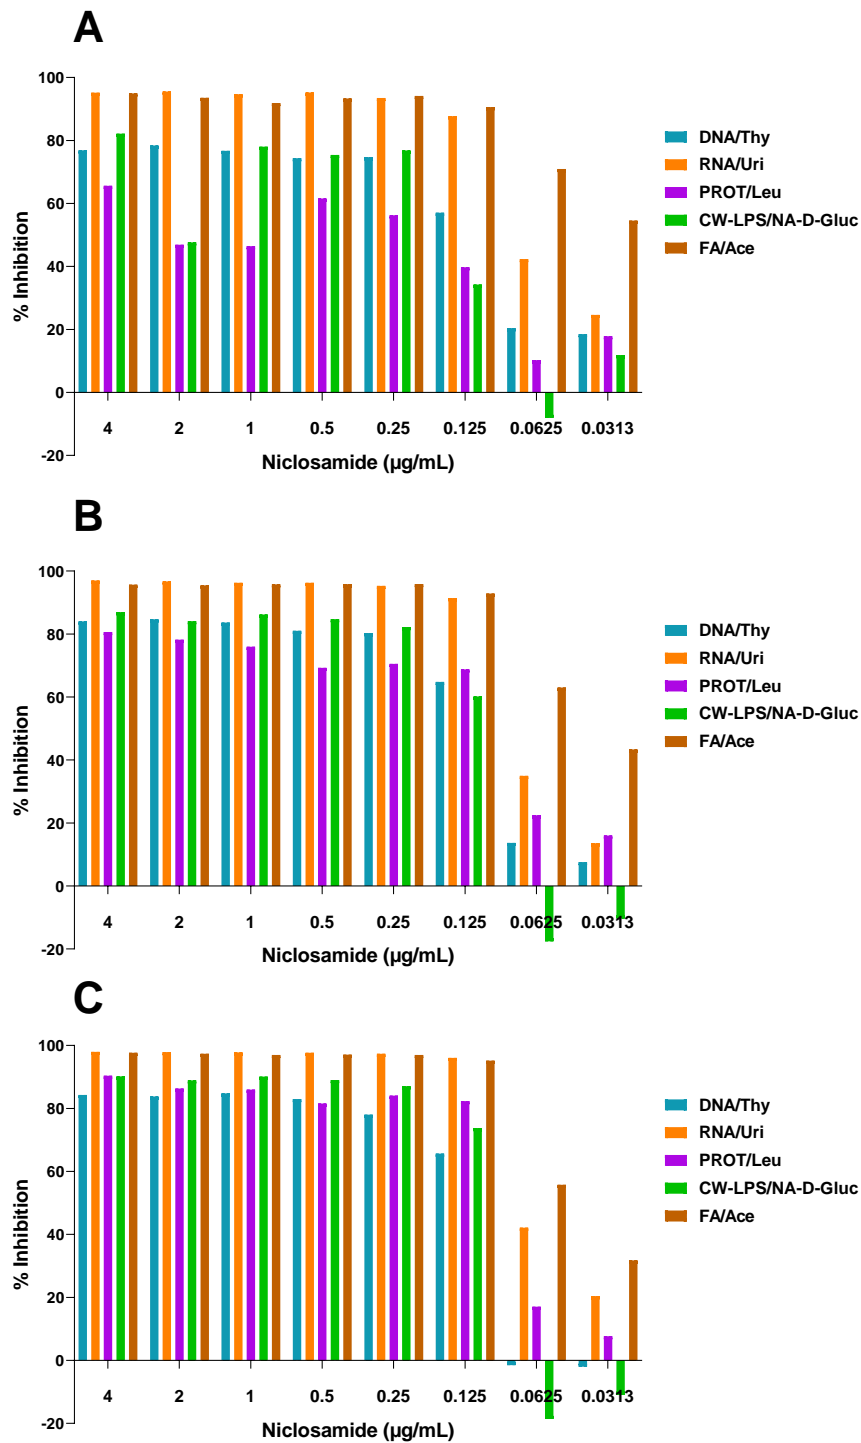 A
100
80
60
40
20
0
-20
% Inhibition
4 2 1 0.5 0.25 0.125 0.0625 0.0313
Niclosamide (µg/mL)
DNA/Thy
RNA/Uri
PROT/Leu
CW-LPS/NA-D-Gluc
FA/Ace
B
100
80
60
40
20
0
-20
% Inhibition
4 2 1 0.5 0.25 0.125 0.0625 0.0313
Niclosamide (µg/mL)
DNA/Thy
RNA/Uri
PROT/Leu
CW-LPS/NA-D-Gluc
FA/Ace
C
100
80
60
40
20
0
-20
% Inhibition
4 2 1 0.5 0.25 0.125 0.0625 0.0313
Niclosamide (µg/mL)
DNA/Thy
RNA/Uri
PROT/Leu
CW-LPS/NA-D-Gluc
FA/Ace